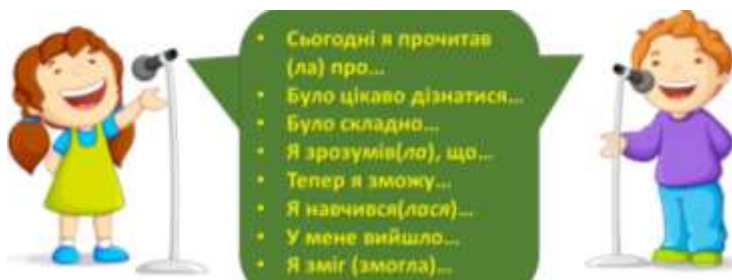 • Сьогодні я прочитав
(ла) про...
• Було цікаво дізнатися...
• Було складно...
• Я зрозумів(ла), що...
• Тепер я зможу...
• Я навчився(лася)...
• У мене вийшло...
• Я зміг (змогла)...